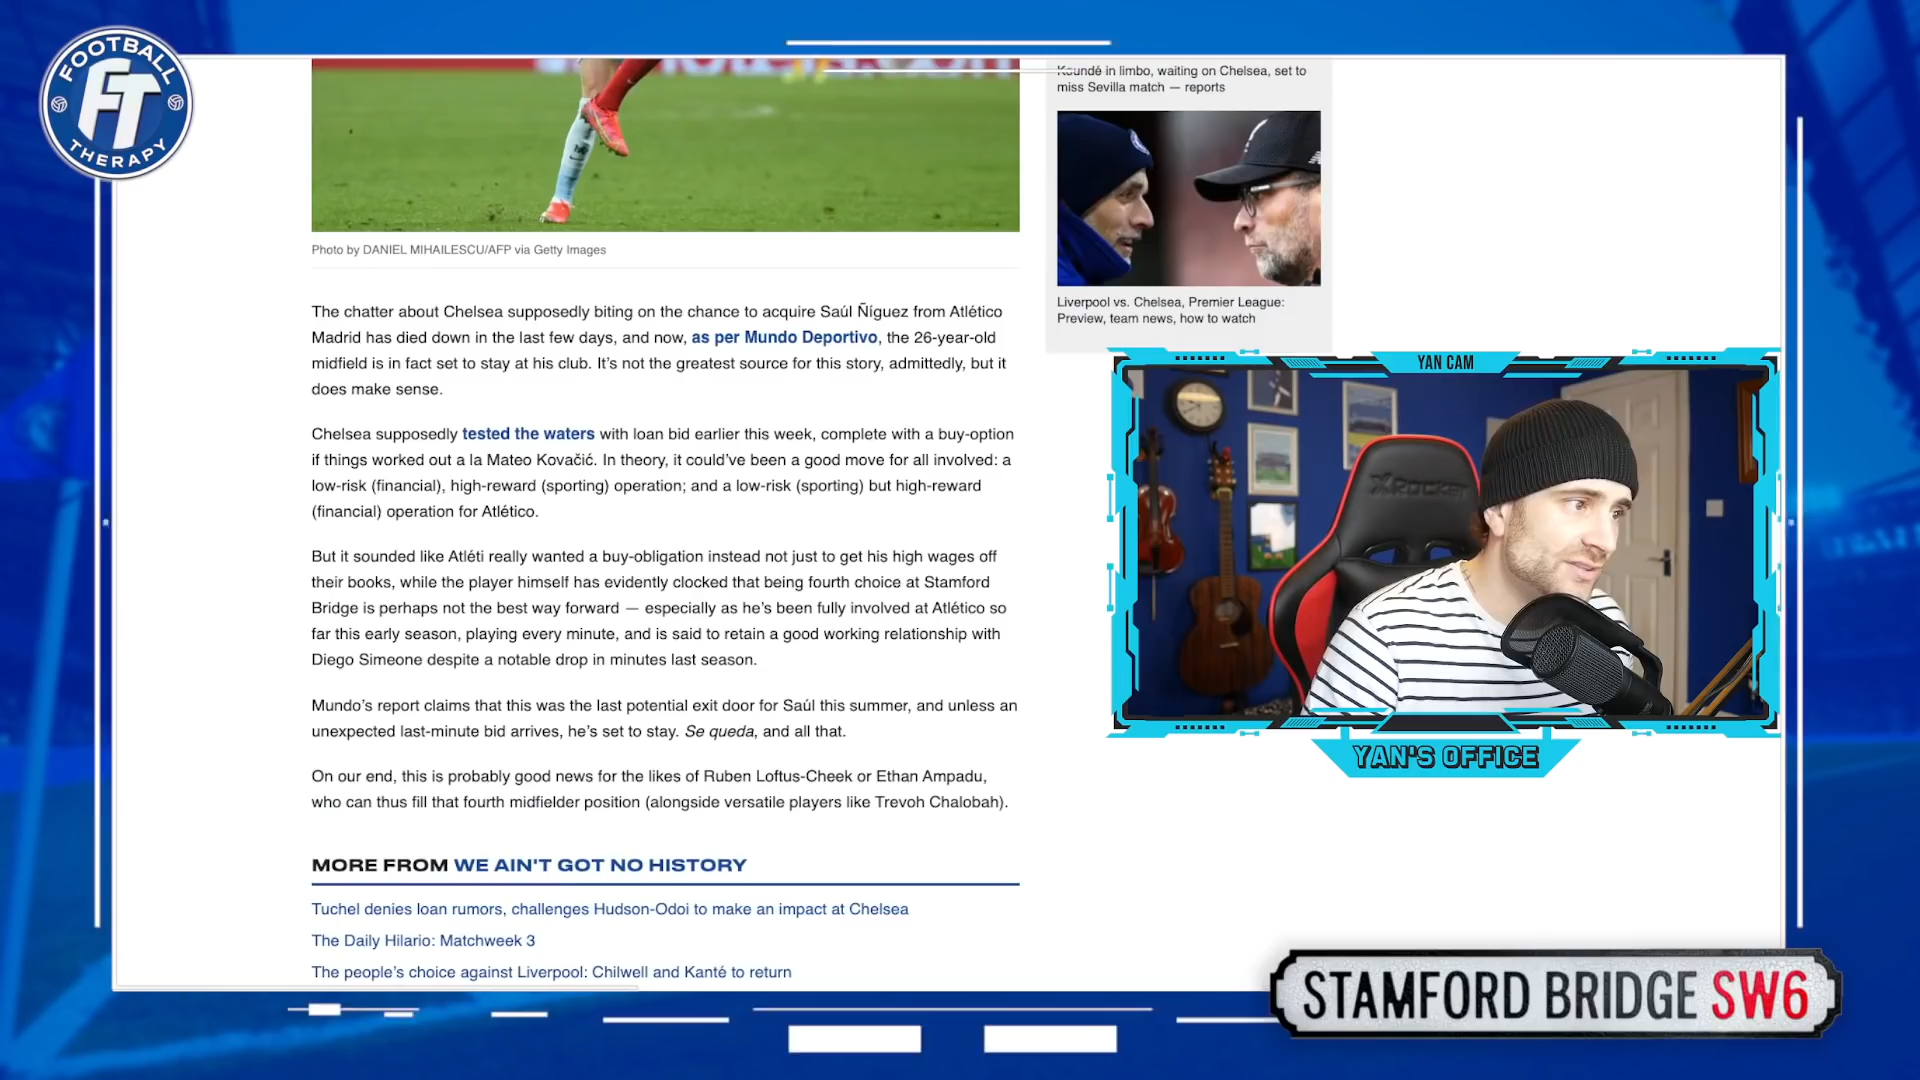 FOOTBALL
FT
THERAPY
Photo by DANIEL MIHAILESCU/AFP via Getty Images
The chatter about Chelsea supposedly biting on the chance to acquire Saúl Ñíguez from Atlético
Madrid has died down in the last few days, and now, as per Mundo Deportivo, the 26-year-old
midfield is in fact set to stay at his club. It’s not the greatest source for this story, admittedly, but it
does make sense.
Chelsea supposedly tested the waters with loan bid earlier this week, complete with a buy-option
if things worked out a la Mateo Kovačić. In theory, it could’ve been a good move for all involved: a
low-risk (financial), high-reward (sporting) operation; and a low-risk (sporting) but high-reward
(financial) operation for Atlético.
But it sounded like Atléti really wanted a buy-obligation instead not just to get his high wages off
their books, while the player himself has evidently clocked that being fourth choice at Stamford
Bridge is perhaps not the best way forward — especially as he’s been fully involved at Atlético so
far this early season, playing every minute, and is said to retain a good working relationship with
Diego Simeone despite a notable drop in minutes last season.
Mundo’s report claims that this was the last potential exit door for Saúl this summer, and unless an
unexpected last-minute bid arrives, he’s set to stay. Se queda, and all that.
On our end, this is probably good news for the likes of Ruben Loftus-Cheek or Ethan Ampadu,
who can thus fill that fourth midfielder position (alongside versatile players like Trevoh Chalobah).
MORE FROM WE AIN'T GOT NO HISTORY
Tuchel denies loan rumors, challenges Hudson-Odoi to make an impact at Chelsea
The Daily Hilario: Matchweek 3
The people’s choice against Liverpool: Chilwell and Kanté to return
Koundé in limbo, waiting on Chelsea, set to
miss Sevilla match — reports
Liverpool vs. Chelsea, Premier League:
Preview, team news, how to watch
YAN CAM
XROCKER
YAN'S OFFICE
STAMFORD BRIDGE SW6